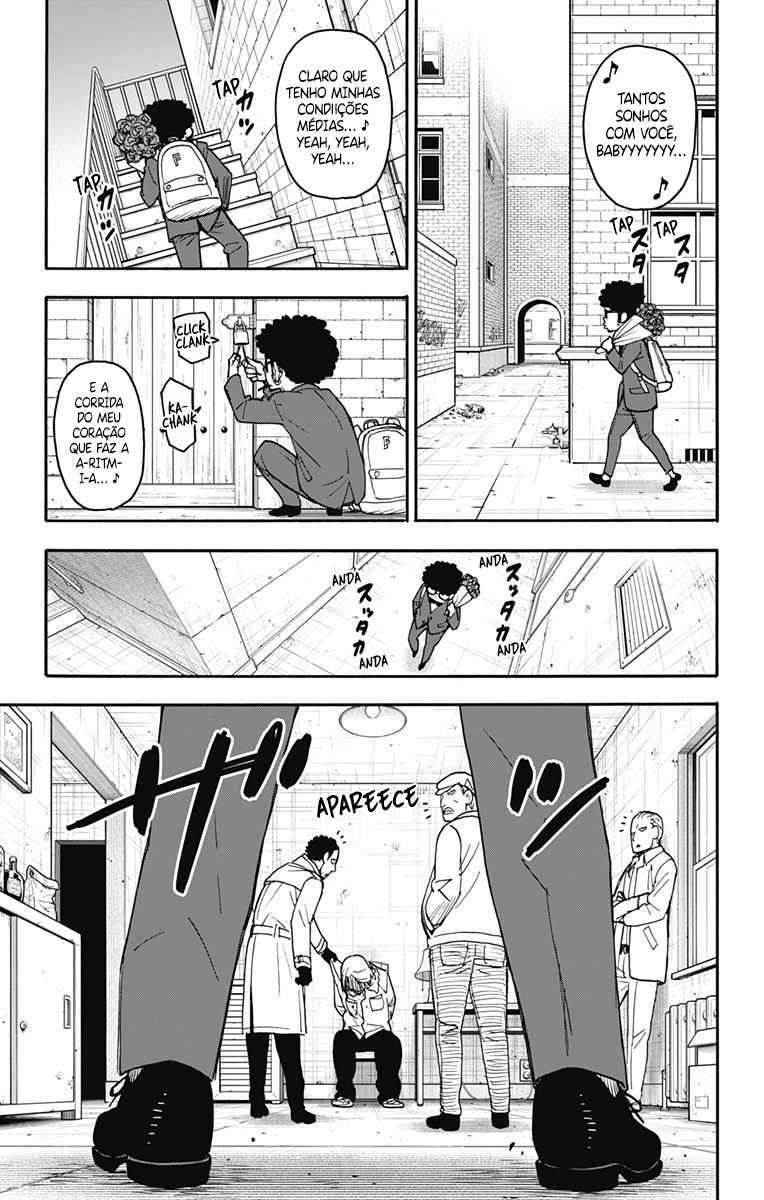 ♪
TANTOS
SONHOS
COM VOCÊ,
BABYYYYYYY...
♪
TAP
スタ
TAP
スタ
CLARO QUE
TENHO MINHAS
CONDIIÇÕES
MÉDIAS... ♪
YEAH, YEAH,
YEAH...
TAP
カッ
TAP
カッ
F
CLICK
CLANK
KA-
CHANK
E A
CORRIDA
DO MEU
CORAÇÃO
QUE FAZ A
A-RITM-
I-A... ♪
F
ANDA
スッタカ
ANDA
ANDA
スッタカ
ANDA
APAREECE
ザッ